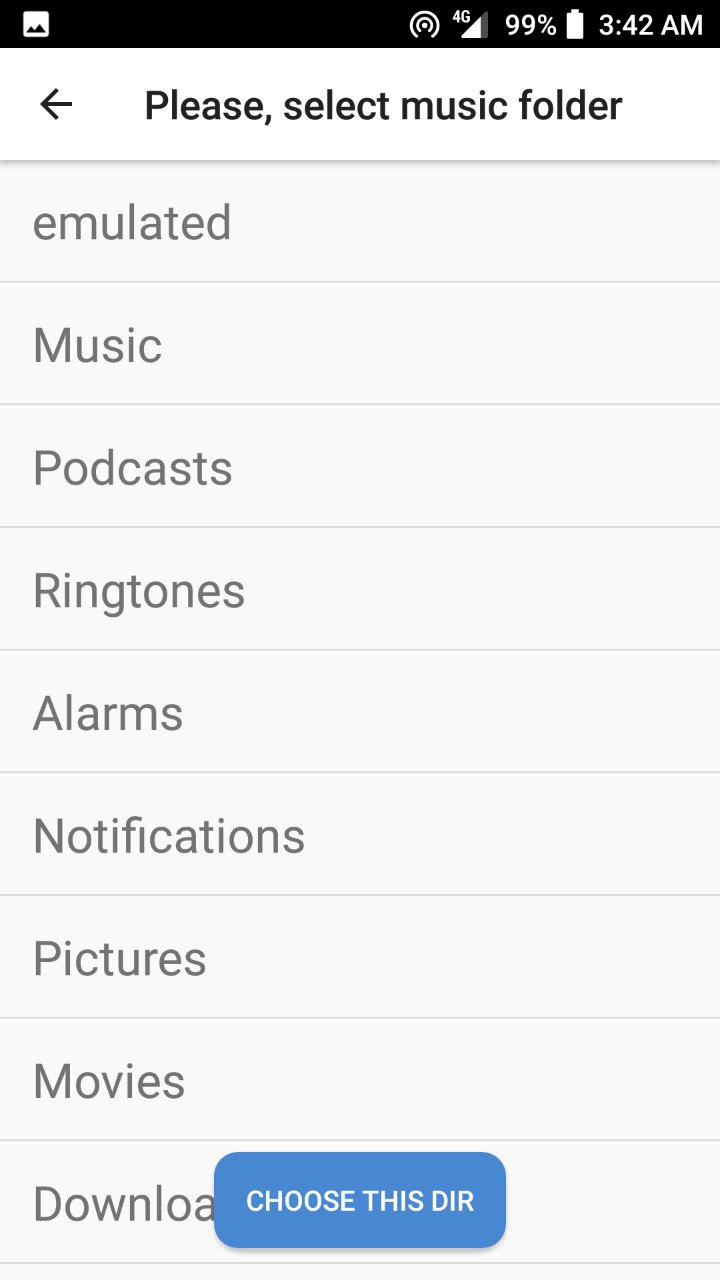 4G 99% 3:42 AM
Please, select music folder
emulated
Music
Podcasts
Ringtones
Alarms
Notifications
Pictures
Movies
Downloa
CHOOSE THIS DIR